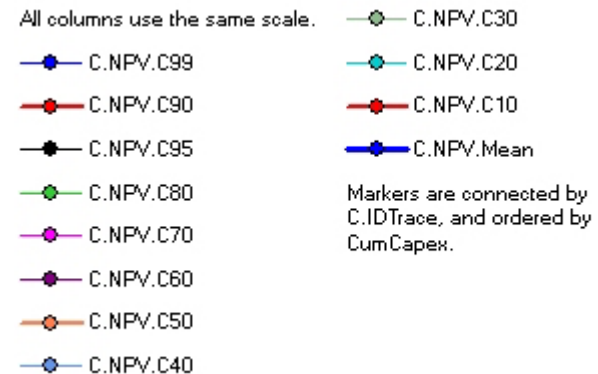 All columns use the same scale.
C.NPV.C99
C.NPV.C90
C.NPV.C95
C.NPV.C80
C.NPV.C70
C.NPV.C60
C.NPV.C50
C.NPV.C40
C.NPV.C30
C.NPV.C20
C.NPV.C10
C.NPV.Mean
Markers are connected by
C.IDTrace, and ordered by
CumCapex.